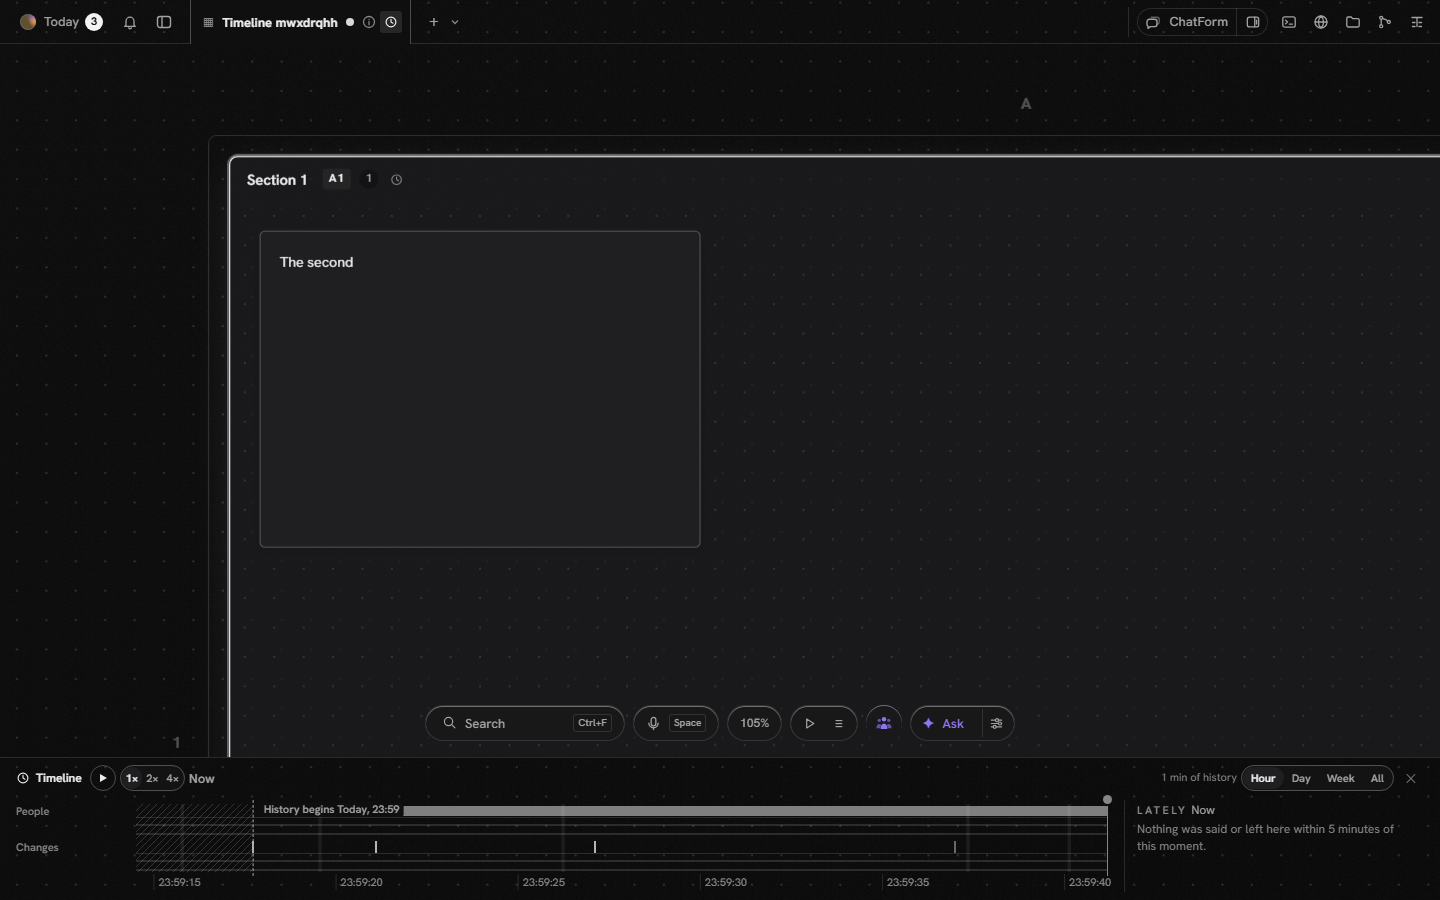 Today 3
Timeline mwxdrqhh
ChatForm
A
Section 1 A1 1
The second
Search Ctrl+F Space 105% Ask
1
Timeline 1× 2× 4× Now
1 min of history Hour Day Week All
People
History begins Today, 23:59
Changes
23:59:15 23:59:20 23:59:25 23:59:30 23:59:35 23:59:40
LATELY Now
Nothing was said or left here within 5 minutes of
this moment.